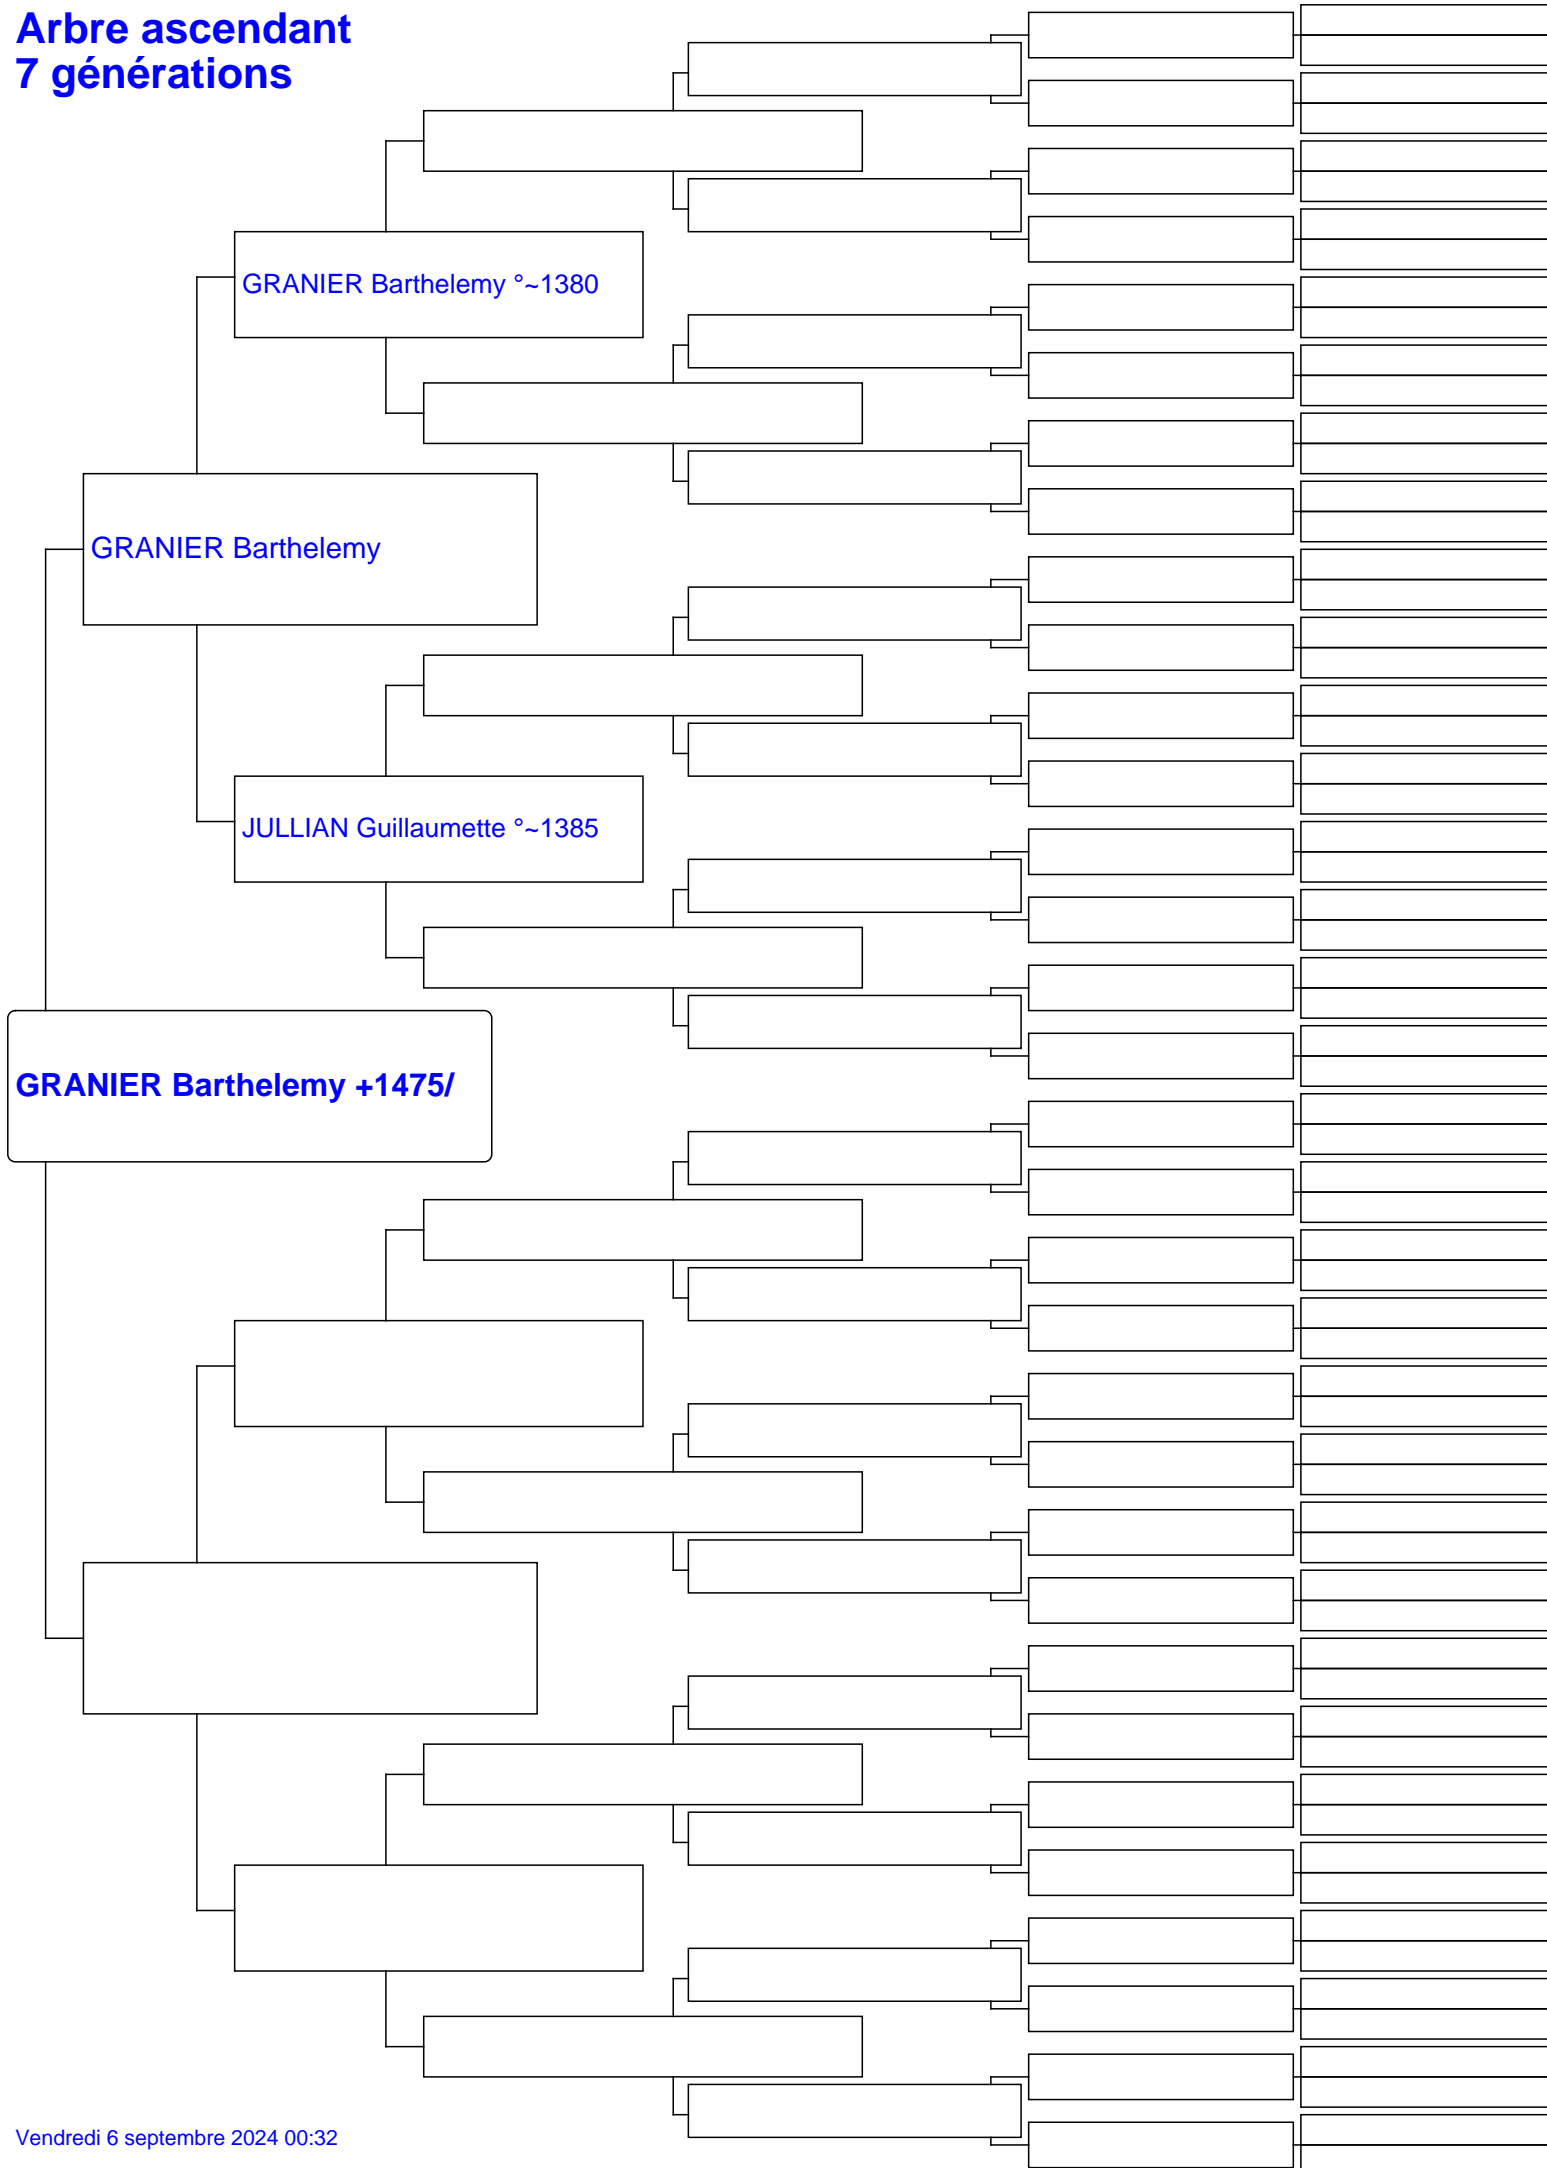 Arbre ascendant
7 générations
GRANIER Barthelemy °~1380
GRANIER Barthelemy
JULLIAN Guillaumette °~1385
GRANIER Barthelemy +1475/
Vendredi 6 septembre 2024 00:32